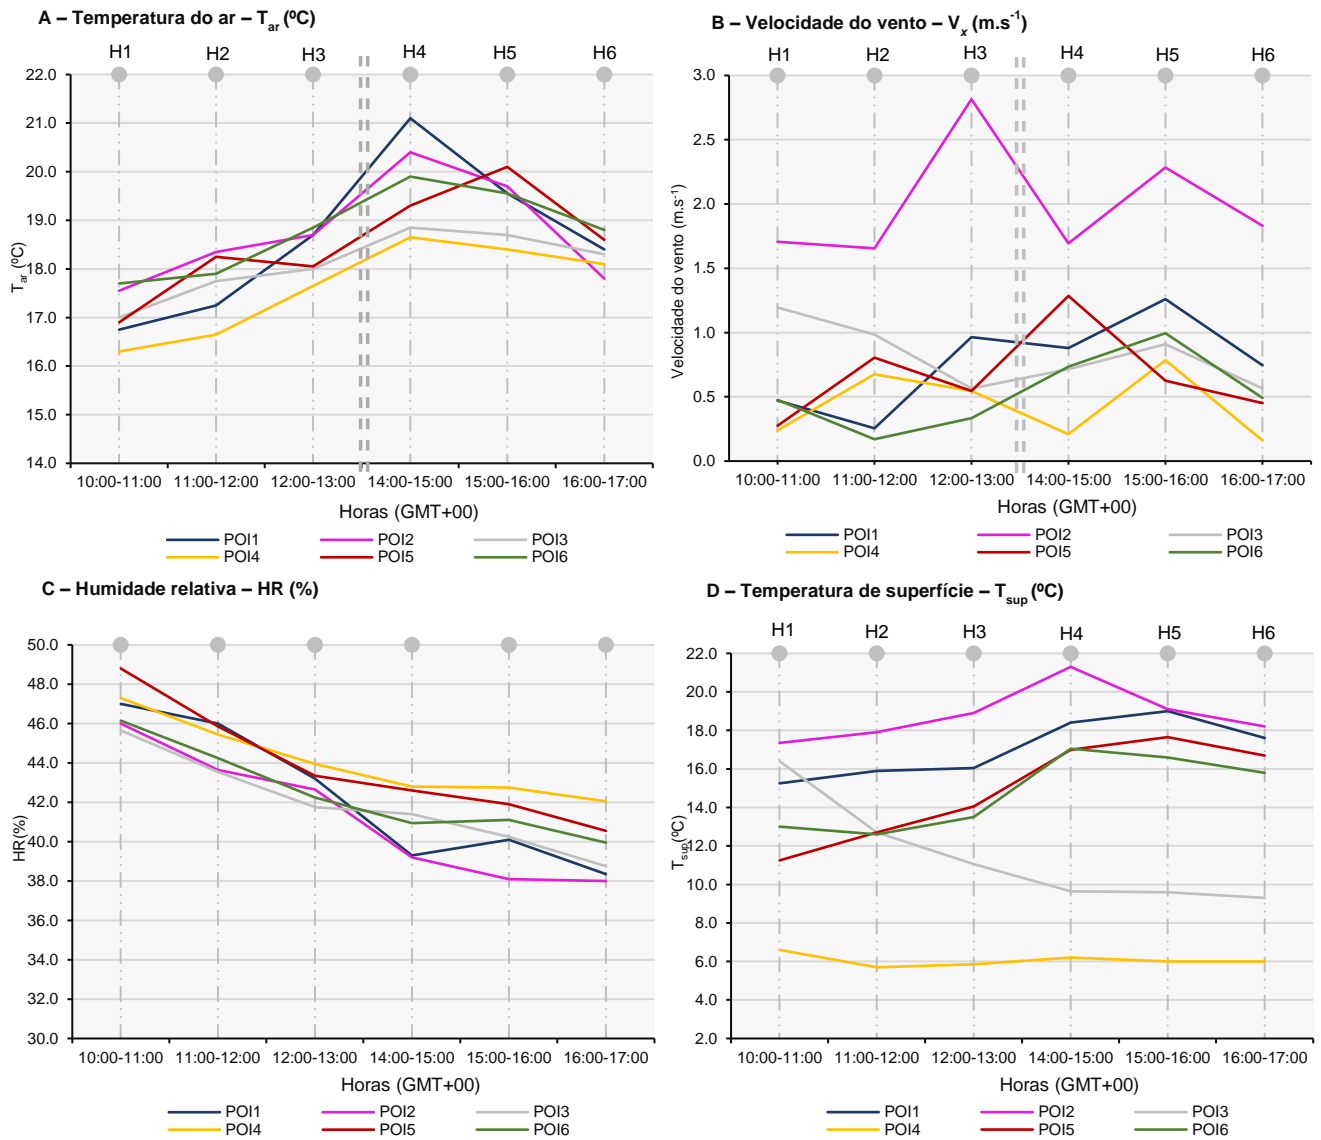 A – Temperatura do ar – Tar (ºC)
H1 H2 H3 H4 H5 H6
22.0
21.0
20.0
19.0
18.0
17.0
16.0
15.0
14.0
Tar (ºC)
10:00-11:00 11:00-12:00 12:00-13:00 14:00-15:00 15:00-16:00 16:00-17:00
Horas (GMT+00)
POI1 POI2 POI3
POI4 POI5 POI6
B – Velocidade do vento – Vx (m.s-1)
H1 H2 H3 H4 H5 H6
3.0
2.5
2.0
1.5
1.0
0.5
0.0
Velocidade do vento (m.s-1)
10:00-11:00 11:00-12:00 12:00-13:00 14:00-15:00 15:00-16:00 16:00-17:00
Horas (GMT+00)
POI1 POI2 POI3
POI4 POI5 POI6
C – Humidade relativa – HR (%)
50.0
48.0
46.0
44.0
42.0
40.0
38.0
36.0
34.0
32.0
30.0
HR(%)
10:00-11:00 11:00-12:00 12:00-13:00 14:00-15:00 15:00-16:00 16:00-17:00
Horas (GMT+00)
POI1 POI2 POI3
POI4 POI5 POI6
D – Temperatura de superfície – Tsup (ºC)
H1 H2 H3 H4 H5 H6
22.0
20.0
18.0
16.0
14.0
12.0
10.0
8.0
6.0
4.0
2.0
Tsup (ºC)
10:00-11:00 11:00-12:00 12:00-13:00 14:00-15:00 15:00-16:00 16:00-17:00
Horas (GMT+00)
POI1 POI2 POI3
POI4 POI5 POI6